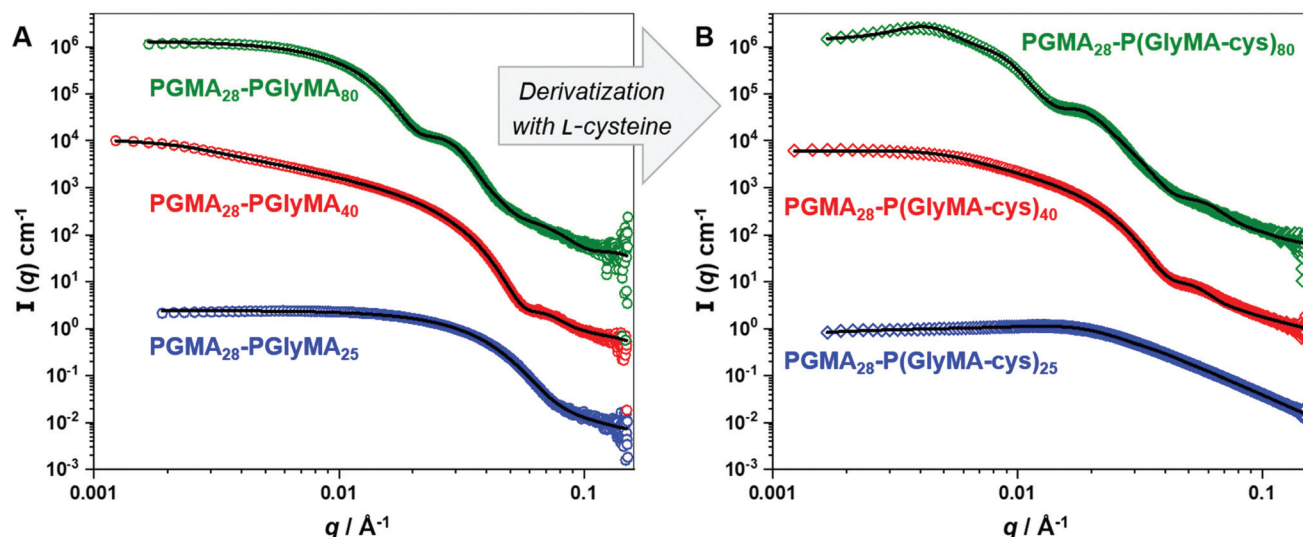 A
10⁶
10⁵
10⁴
10³
10²
10¹
10⁰
10⁻¹
10⁻²
10⁻³
I (q) cm⁻¹
PGMA₂₈-PGlyMA₈₀
PGMA₂₈-PGlyMA₄₀
PGMA₂₈-PGlyMA₂₅
0.001
0.01
0.1
q / Å⁻¹
Derivatization
with L-cysteine
B
10⁶
10⁵
10⁴
10³
10²
10¹
10⁰
10⁻¹
10⁻²
10⁻³
I (q) cm⁻¹
PGMA₂₈-P(GlyMA-cys)₈₀
PGMA₂₈-P(GlyMA-cys)₄₀
PGMA₂₈-P(GlyMA-cys)₂₅
0.001
0.01
0.1
q / Å⁻¹